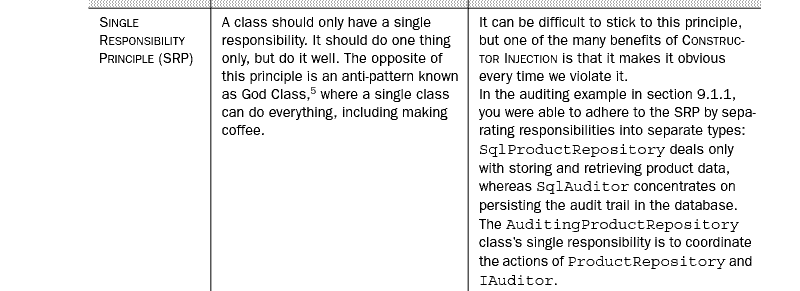 SINGLE
RESPONSIBILITY
PRINCIPLE (SRP)
A class should only have a single
responsibility. It should do one thing
only, but do it well. The opposite of
this principle is an anti-pattern known
as God Class,5 where a single class
can do everything, including making
coffee.
It can be difficult to stick to this principle,
but one of the many benefits of CONSTRUC-
TOR INJECTION is that it makes it obvious
every time we violate it.
In the auditing example in section 9.1.1,
you were able to adhere to the SRP by sepa-
rating responsibilities into separate types:
SqlProductRepository deals only
with storing and retrieving product data,
whereas SqlAuditor concentrates on
persisting the audit trail in the database.
The AuditingProductRepository
class's single responsibility is to coordinate
the actions of ProductRepository and
IAuditor.